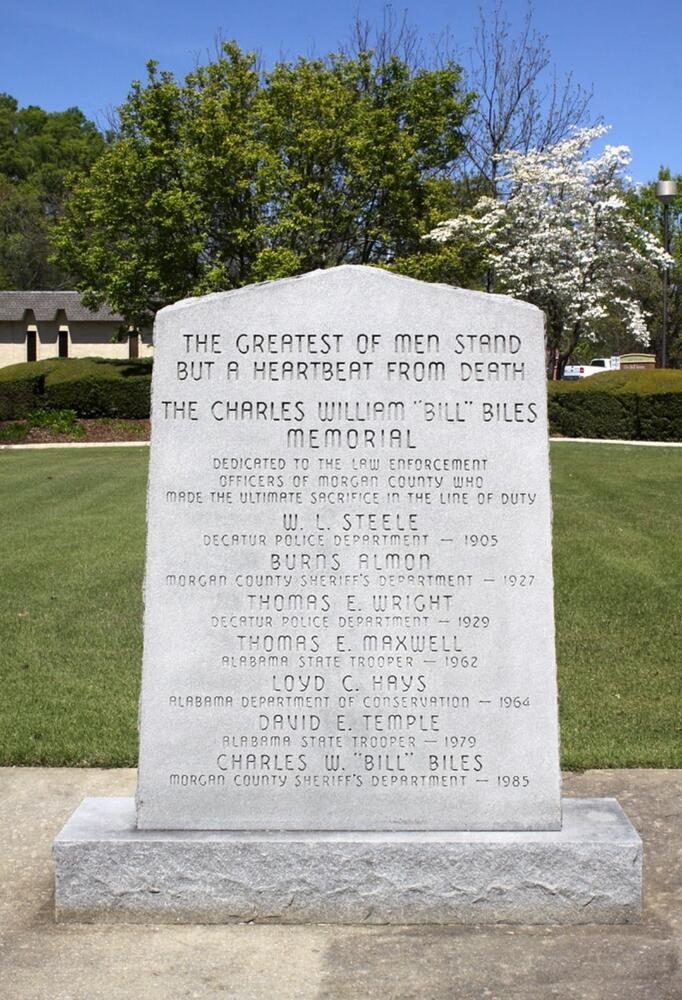 THE GREATEST OF MEN STAND
BUT A HEARTBEAT FROM DEATH
THE CHARLES WILLIAM "BILL" BILES
MEMORIAL
DEDICATED TO THE LAW ENFORCEMENT
OFFICERS OF MORGAN COUNTY WHO
MADE THE ULTIMATE SACRIFICE IN THE LINE OF DUTY
W. L. STEELE
DECATUR POLICE DEPARTMENT — 1905
BURNS ALMON
MORGAN COUNTY SHERIFF'S DEPARTMENT — 1927
THOMAS E. WRIGHT
DECATUR POLICE DEPARTMENT — 1929
THOMAS E. MAXWELL
ALABAMA STATE TROOPER — 1962
LOYD C. HAYS
ALABAMA DEPARTMENT OF CONSERVATION — 1964
DAVID E. TEMPLE
ALABAMA STATE TROOPER — 1979
CHARLES W. "BILL" BILES
MORGAN COUNTY SHERIFF'S DEPARTMENT — 1985